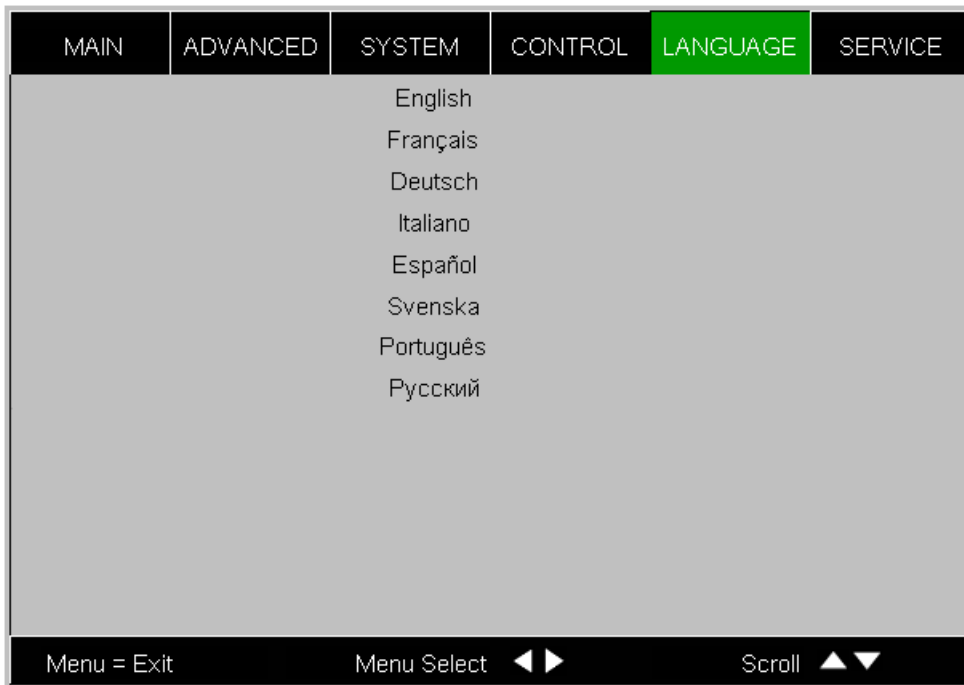 MAIN ADVANCED SYSTEM CONTROL LANGUAGE SERVICE
English
Français
Deutsch
Italiano
Español
Svenska
Português
Русский
Menu = Exit Menu Select ◀ ▶ Scroll ▲ ▼